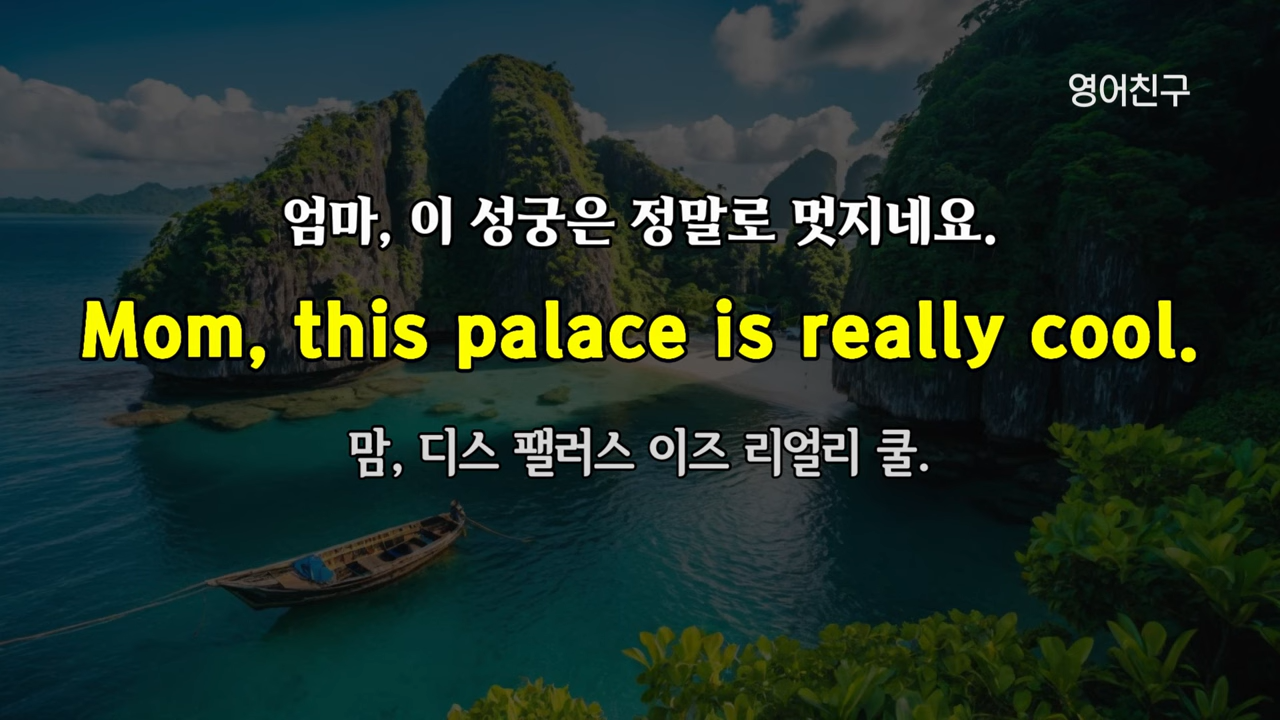 영어친구
엄마, 이 성궁은 정말로 멋지네요.
Mom, this palace is really cool.
맘, 디스 팰러스 이즈 리얼리 쿨.